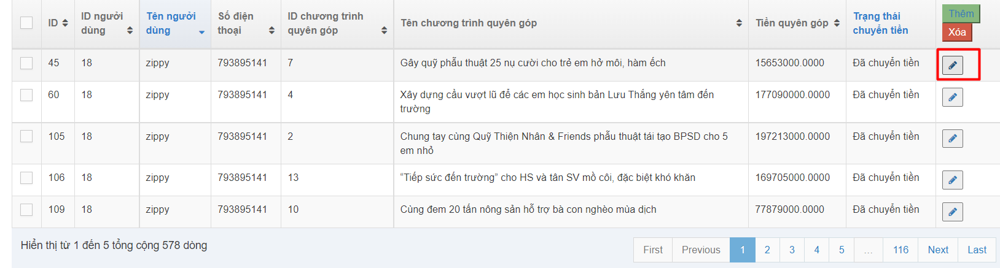 ID
ID người dùng
Tên người dùng
Số điện thoại
ID chương trình quyên góp
Tên chương trình quyên góp
Tiền quyên góp
Trạng thái chuyển tiền
Thêm
Xóa
45 18 zippy 793895141 7 Gây quỹ phẫu thuật 25 nụ cười cho trẻ em hở môi, hàm ếch 15653000.0000 Đã chuyển tiền
60 18 zippy 793895141 4 Xây dựng cầu vượt lũ để các em học sinh bản Lưu Thắng yên tâm đến 177090000.0000 Đã chuyển tiền
trường
105 18 zippy 793895141 2 Chung tay cùng Quỹ Thiện Nhân & Friends phẫu thuật tái tạo BPSD cho 5 197213000.0000 Đã chuyển tiền
em nhỏ
106 18 zippy 793895141 13 “Tiếp sức đến trường” cho HS và tân SV mồ côi, đặc biệt khó khăn 169705000.0000 Đã chuyển tiền
109 18 zippy 793895141 10 Cùng đem 20 tấn nông sản hỗ trợ bà con nghèo mùa dịch 77879000.0000 Đã chuyển tiền
Hiển thị từ 1 đến 5 tổng cộng 578 dòng
First Previous 1 2 3 4 5 ... 116 Next Last